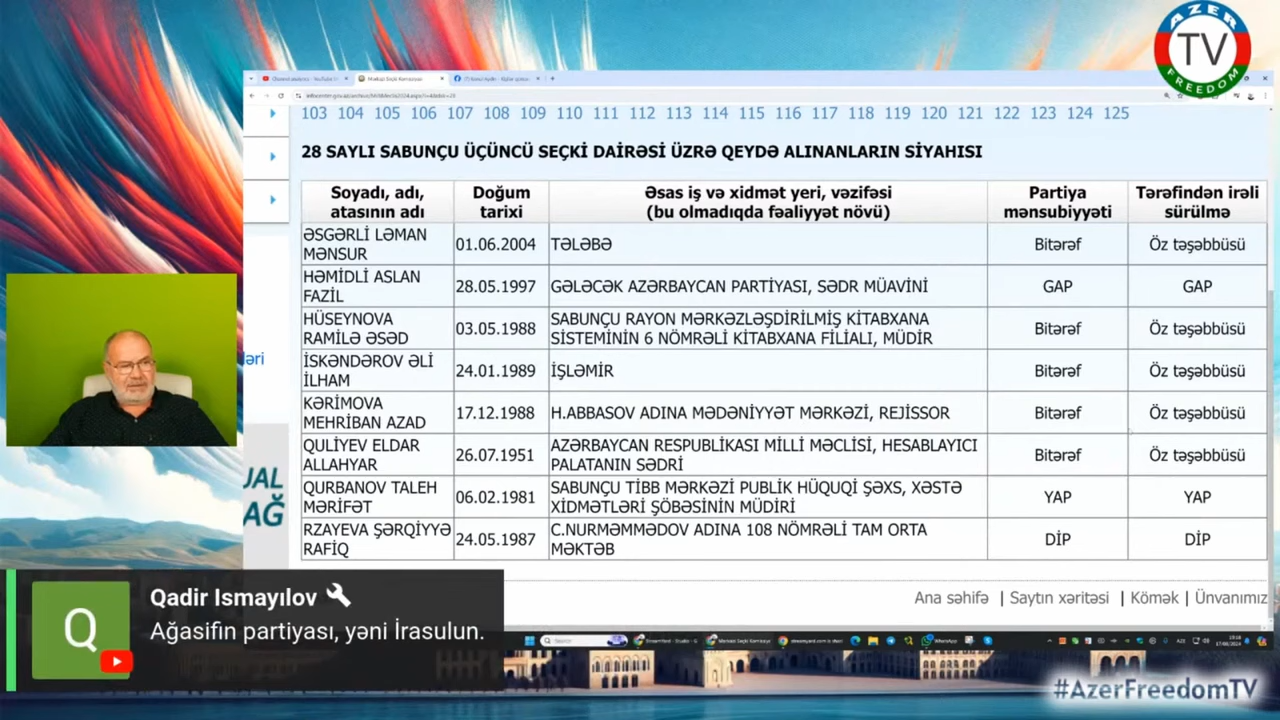 AZER
TV
FREEDOM
103 104 105 106 107 108 109 110 111 112 113 114 115 116 117 118 119 120 121 122 123 124 125
28 SAYLI SABUNÇU ÜÇÜNCÜ SEÇKİ DAİRƏSİ ÜZRƏ QEYDƏ ALINANLARIN SİYAHISI
Soyadı, adı,
atasının adı
Doğum
tarixi
Əsas iş və xidmət yeri, vəzifəsi
(bu olmadıqda fəaliyyət növü)
Partiya
mənsubiyyəti
Tərəfindən irəli
sürülmə
ƏSGƏRLİ LƏMAN
MƏNSUR
01.06.2004
TƏLƏBƏ
Bitərəf
Öz təşəbbüsü
HƏMİDLİ ASLAN
FAZİL
28.05.1997
GƏLƏCƏK AZƏRBAYCAN PARTİYASI, SƏDR MÜAVİNİ
GAP
GAP
HÜSEYNOVA
RAMİLƏ ƏSƏD
03.05.1988
SABUNÇU RAYON MƏRKƏZLƏŞDİRİLMİŞ KİTABXANA
SİSTEMİNİN 6 NÖMRƏLİ KİTABXANA FİLİALI, MÜDİR
Bitərəf
Öz təşəbbüsü
İSKƏNDƏROV ƏLİ
İLHAM
24.01.1989
İŞLƏMİR
Bitərəf
Öz təşəbbüsü
KƏRİMOVA
MEHRİBAN AZAD
17.12.1988
H.ABBASOV ADINA MƏDƏNİYYƏT MƏRKƏZİ, REJİSSOR
Bitərəf
Öz təşəbbüsü
QULİYEV ELDAR
ALLAHYAR
26.07.1951
AZƏRBAYCAN RESPUBLİKASI MİLLİ MƏCLİSİ, HESABLAYICI
PALATANIN SƏDRİ
Bitərəf
Öz təşəbbüsü
QURBANOV TALEH
MƏRİFƏT
06.02.1981
SABUNÇU TİBB MƏRKƏZİ PUBLİK HÜQUQİ ŞƏXS, XƏSTƏ
XİDMƏTLƏRİ ŞÖBƏSİNİN MÜDİRİ
YAP
YAP
RZAYEVA ŞƏRQİYYƏ
RAFİQ
24.05.1987
C.NURMƏMMƏDOV ADINA 108 NÖMRƏLİ TAM ORTA
MƏKTƏB
DİP
DİP
əri
UAL
AĞ
Ana səhifə | Saytın xəritəsi | Kömək | Ünvanımız
Q
Qadir Ismayılov
Ağasifin partiyası, yəni İrasulun.
#AzerFreedomTV